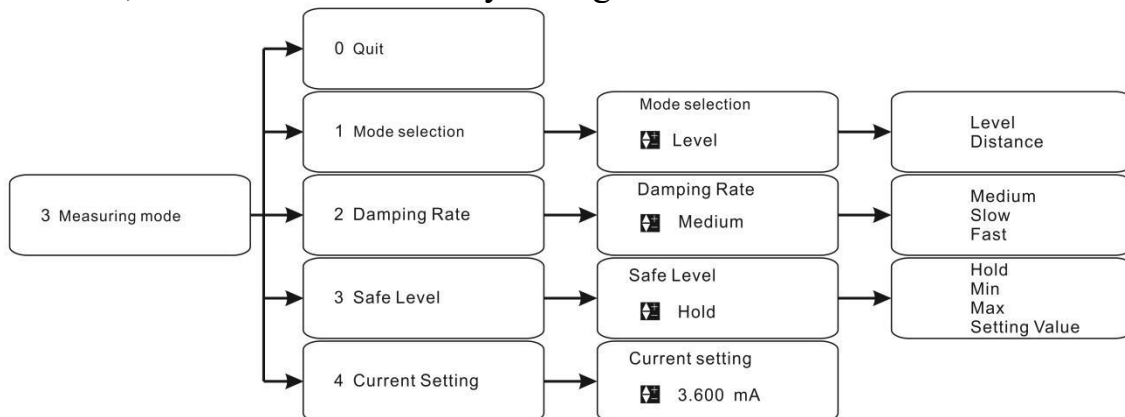 0 Quit
1 Mode selection
Mode selection
Level
Level
Distance
3 Measuring mode
2 Damping Rate
Damping Rate
Medium
Medium
Slow
Fast
3 Safe Level
Safe Level
Hold
Hold
Min
Max
Setting Value
4 Current Setting
Current setting
3.600 mA